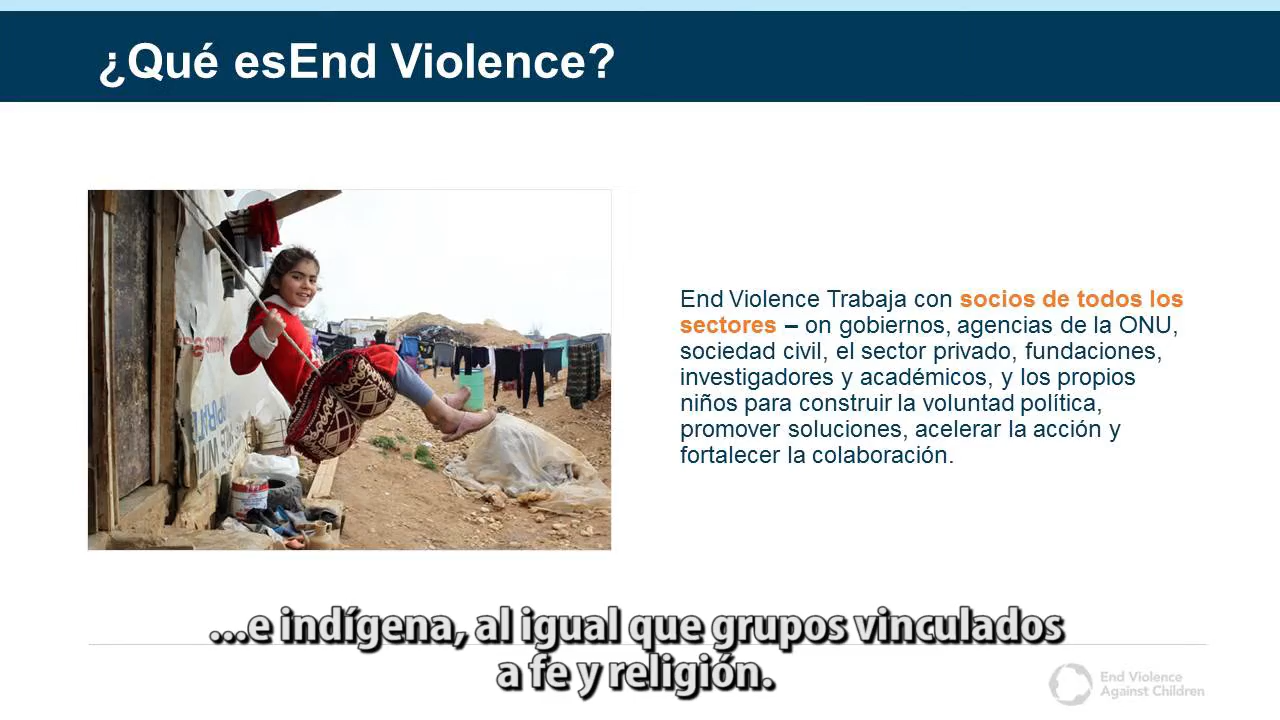 ¿Qué esEnd Violence?
End Violence Trabaja con socios de todos los
sectores – on gobiernos, agencias de la ONU,
sociedad civil, el sector privado, fundaciones,
investigadores y académicos, y los propios
niños para construir la voluntad política,
promover soluciones, acelerar la acción y
fortalecer la colaboración.
...e indígena, al igual que grupos vinculados
a fe y religión.
End Violence
Against Children